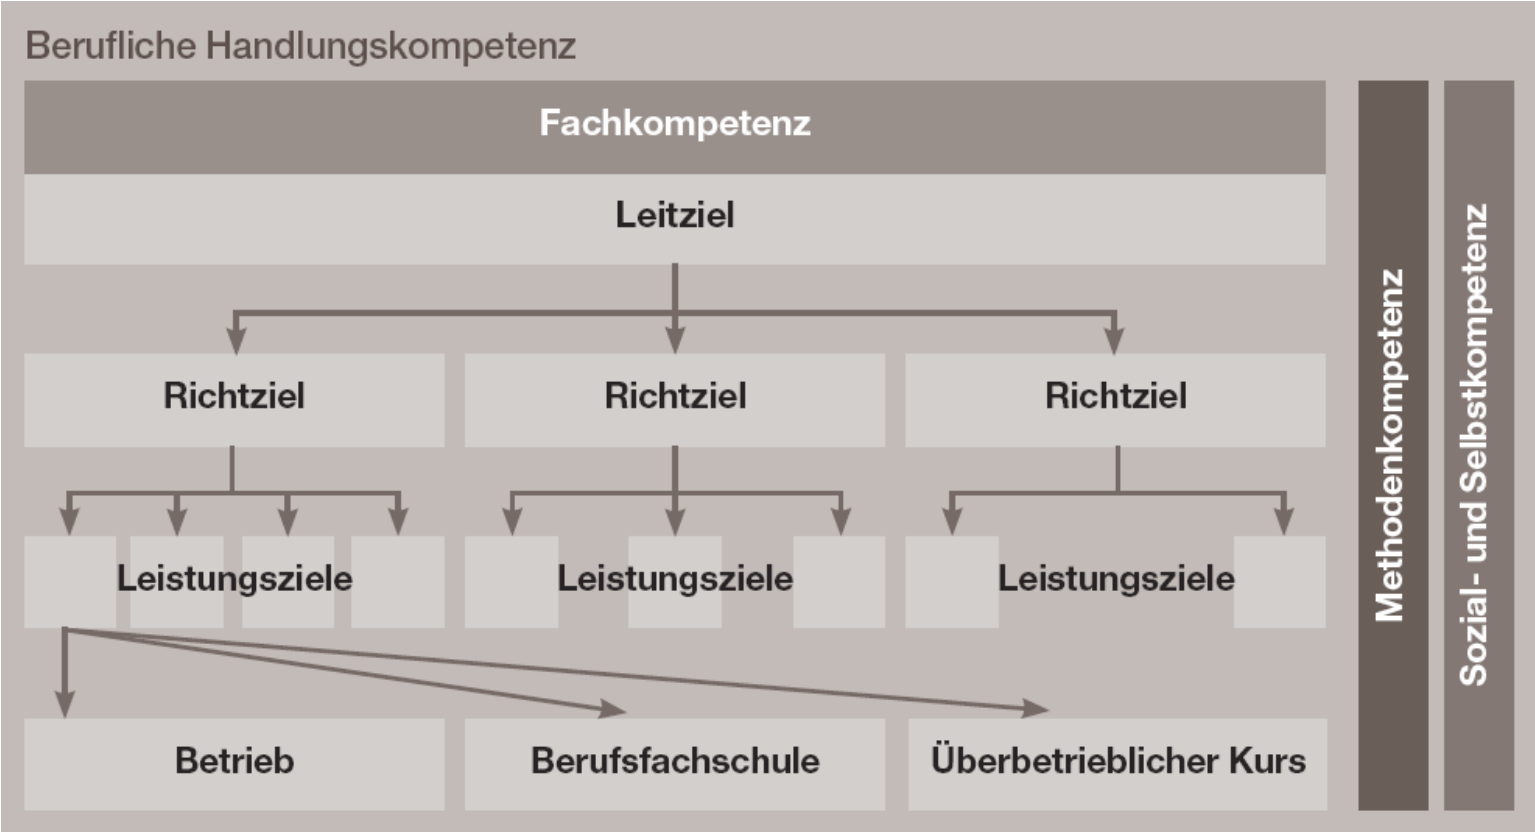 Berufliche Handlungskompetenz
Fachkompetenz
Leitziel
Richtziel
Richtziel
Richtziel
Leistungsziele
Leistungsziele
Leistungsziele
Betrieb
Berufsfachschule
Überbetrieblicher Kurs
Methodenkompetenz
Sozial- und Selbstkompetenz